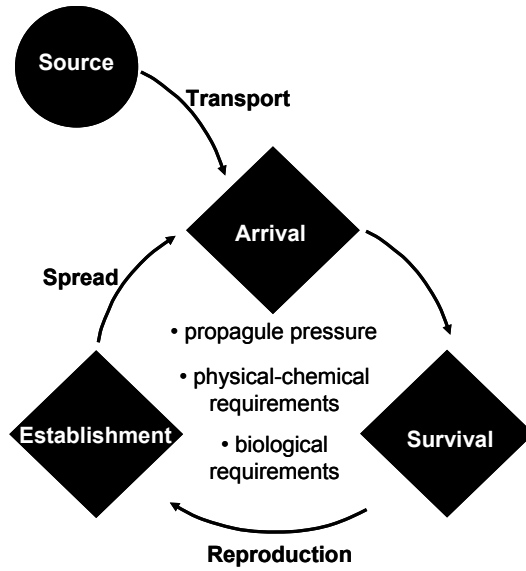 Source
Transport
Arrival
Spread
• propagule pressure
• physical-chemical
requirements
Establishment
Survival
• biological
requirements
Reproduction